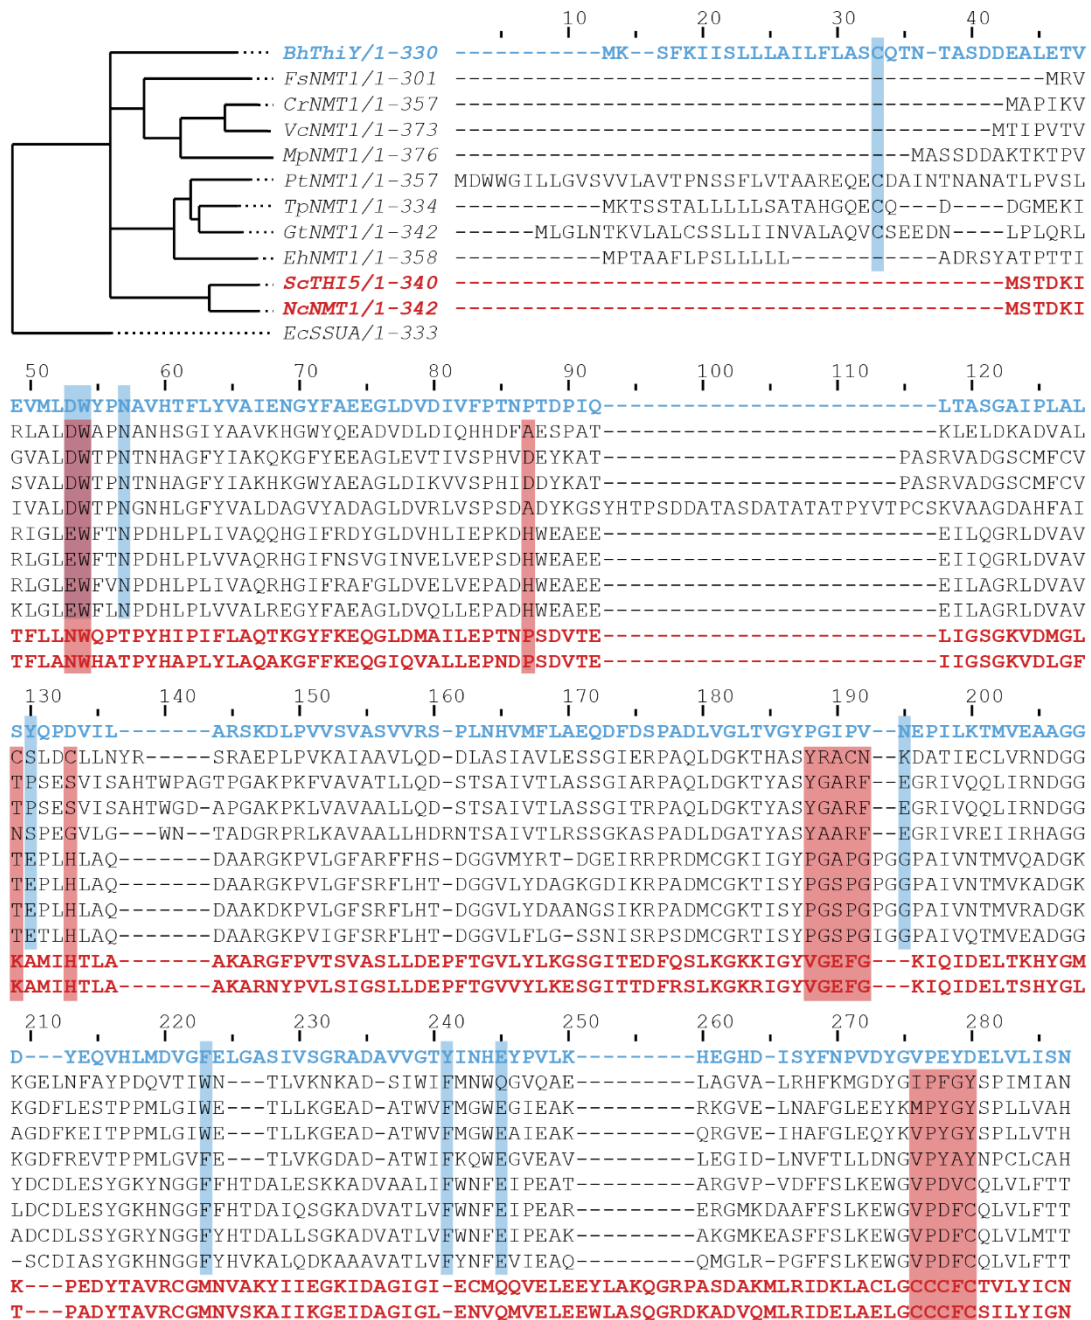 10 20 30 40
BhThiY/1-330 -----------MK--SFKIISLLLAILFLASCQTN-TASDDEALETV
FsNMT1/1-301 --------------------------------------------MRV
CrNMT1/1-357 -----------------------------------------MAPIKV
VcNMT1/1-373 ----------------------------------------MTIPVTV
MpNMT1/1-376 ----------------------------------MASSDDAKTKTPV
PtNMT1/1-357 MDWWGILLGVSVVLAVTPNSSFLVTAAREQECDAINTNANATLPVSL
TpNMT1/1-334 -----------MKTSSTALLLLLSATAHGQECQ---D---DGMEKI
GtNMT1/1-342 ------MLGLNTKVLALCSSLLIINVALAQVCSEEDN---LPLQRL
EhNMT1/1-358 -----------MPTAAFLPSLLLLL-----------ADRSYATPTTI
ScTHI5/1-340 -----------------------------------------MSTDKI
NcNMT1/1-342 -----------------------------------------MSTDKI
EcSSUA/1-333
50 60 70 80 90 100 110 120
EVMLDWYPNAVHTFLYVAIENGYFAEEGLDVDIVFPTNPTDPIQ-------------------------LTASGAIPLAL
RLALDWAPNANHSGIYAAVKHGWYQEADVDLDIQHHDFAESPAT-------------------------KLELDKADVAL
GVALDWTPNTNHAGFYIAKQKGFYEEAGLEVTIVSPHVDEYKAT----------------------PASRVADGSCMFCV
SVALDWTPNTNHAGFYIAKHKGWYAEAGLDIKVVSPHIDDYKAT----------------------PASRVADGSCMFCV
IVALDWTPNGNHLGFYVALDAGVYADAGLDVRLVSPSDADYKGSYHTPSDDATASDATATATPYVTPCSKVAAGDAHFAI
RIGLEWFTNPDHLPLIVAQQHGIFRDYGLDVHLIEPKDHWEAEE-------------------------EILQGRLDVAV
RLGLEWFTNPDHLPLVVAQRHGIFNSVGINVELVEPSDHWEAEE-------------------------EIIQGRLDVAV
RLGLEWFVNPDHLPLIVAQRHGIFRAFGLDVELVEPADHWEAEE-------------------------EILAGRLDVAV
KLGLEWFLNPDHLPLVVALREGYFAEAGLDVQLLEPADHWEAEE-------------------------EILAGRLDVAV
TFLLNWQPTPYHIPIFLAQTKGYFKEQGLDMAILEPTNPSDVTE-------------------------LIGSGKVDMGL
TFLANWHATPYHAPLYLAQAKGFFKEQGIQVALLEPNDPSDVTE-------------------------IIGSGKVDLGF
130 140 150 160 170 180 190 200
SYQPDVIL-------ARSKDLPVVSVASVVRS-PLNHVMFLAEQDFDSPADLVGLTVGYPGIPV--NEPILKTMVEAAGG
CSLDCLLNYR-----SRAEPLPVKAIAAVLQD-DLASIAVLESSGIERPAQLDGKTHASYRACN--KDATIECLVRNDGG
TPSESVISAHTWPAGTPGAKPKFVAVATLLQD-STSAIVTLASSGIARPAQLDGKTYASYGARF--EGRIVQQLIRNDGG
TPSESVISAHTWGD-APGAKPKLVAVAALLQD-STSAIVTLASSGITRPAQLDGKTYASYGARF--EGRIVQQLIRNDGG
NSPEGVLG---WN--TADGRPRLKAVAALLHDRNTSAIVTLRSSGKASPADLDGATYASYAARF--EGRIVREIIRHAGG
TEPLHLAQ-------DAARGKPVLGFARFFHS-DGGVMYRT-DGEIRRPRDMCGKIIGYPGAPGPGGPAIVNTMVQADGK
TEPLHLAQ-------DAARGKPVLGFSRFLHT-DGGVLYDAGKGDIKRPADMCGKTISYPGSPGPGGPAIVNTMVKADGK
TEPLHLAQ-------DAAKDKPVLGFSRFLHT-DGGVLYDAANGSIKRPADMCGKTISYPGSPGPGGPAIVNTMVRADGK
TETLHLAQ-------DAARGKPVIGFSRFLHT-DGGVLFLG-SSNISRPSDMCGKTISYPGSPGIGGPAIVQTMVEADGG
KAMIHTLA-------AKARGFPVTSVASLLDEPFTGVLYLKGSGITEDFQSLKGKKIGYVGEFG---KIQIDELTKHYGM
KAMIHTLA-------AKARNYPVLSIGSLLDEPFTGVVYLKESGITTDFRSLKGKRIGYVGEFG---KIQIDELTSHYGL
210 220 230 240 250 260 270 280
D---YEQVHLMDVGFELGASIVSGRADAVVGTYINHEYPVLK---------HEGHD-ISYFNPVDYGVPEYDELVLISN
KGELNFAYPDQVTIWN---TLVKNKAD-SIWIFMNWQGVQAE---------LAGVA-LRHFKMGDYGIPFGYSPIMIAN
KGDFLESTPPMLGIWE---TLLKGEAD-ATWVFMGWEGIEAK---------RKGVE-LNAFGLEEYKMPYGYSPLLVAH
AGDFKEITPPMLGIWE---TLLKGEAD-ATWVFMGWEAIEAK---------QRGVE-IHAFGLEQYKVPYGYSPLLVTH
KGDFREVTPPMLGVFE---TLVKGDAD-ATWIFKQWEGVEAV---------LEGID-LNVFTLLDNGVPYAYNPCLCAH
YDCDLESYGKYNGGFFHTDALESKKADVAALIFWNFEIPEAT---------ARGVP-VDFFSLKEWGVPDVCQLVLFTT
LDCDLESYGKHNGGFFHTDAIQSGKADVATLVFWNFEIPEAR---------ERGMKDAAFFSLKEWGVPDFCQLVLFTT
ADCDLSSYGRYNGGFYHTDALLSGKADVATLVFWNFEIPEAK---------AKGMKEASFFSLKEWGVPDFCQLVLMTT
-SCDIASYGKHNGGFYHVKALQDKAAAVATLVFYNFEVIEAQ---------QMGLR-PGFFSLKEWGVPDFCQLVLFTT
K---PEDYTAVRCGMNVAKYIIEGKIDAGIGI-ECMQQVELEEYLAKQGRPASDAKMLRIDKLACLGCCCFCTVLYICN
T---PADYTAVRCGMNVSKAIIKGEIDAGIGL-ENVQMVELEEWLASQGRDKADVQMLRIDELAELGCCCFCSILYIGN